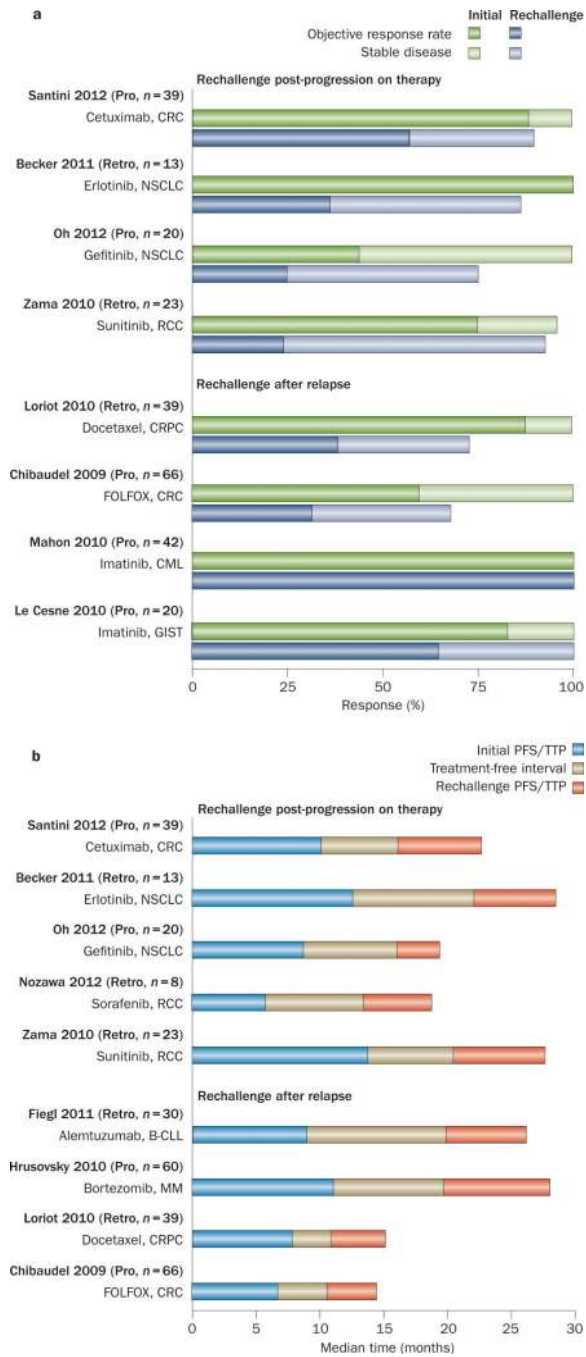 a
Initial Rechallenge
Objective response rate
Stable disease
Rechallenge post-progression on therapy
Santini 2012 (Pro, n=39)
Cetuximab, CRC
Becker 2011 (Retro, n=13)
Erlotinib, NSCLC
Oh 2012 (Pro, n=20)
Gefitinib, NSCLC
Zama 2010 (Retro, n=23)
Sunitinib, RCC
Rechallenge after relapse
Loriot 2010 (Retro, n=39)
Docetaxel, CRPC
Chibaudel 2009 (Pro, n=66)
FOLFOX, CRC
Mahon 2010 (Pro, n=42)
Imatinib, CML
Le Cesne 2010 (Pro, n=20)
Imatinib, GIST
0 25 50 75 100
Response (%)
b
Initial PFS/TTP
Treatment-free interval
Rechallenge PFS/TTP
Rechallenge post-progression on therapy
Santini 2012 (Pro, n=39)
Cetuximab, CRC
Becker 2011 (Retro, n=13)
Erlotinib, NSCLC
Oh 2012 (Pro, n=20)
Gefitinib, NSCLC
Nozawa 2012 (Retro, n=8)
Sorafenib, RCC
Zama 2010 (Retro, n=23)
Sunitinib, RCC
Rechallenge after relapse
Fiegl 2011 (Retro, n=30)
Alemtuzumab, B-CLL
Hrusovsky 2010 (Pro, n=60)
Bortezomib, MM
Loriot 2010 (Retro, n=39)
Docetaxel, CRPC
Chibaudel 2009 (Pro, n=66)
FOLFOX, CRC
0 5 10 15 20 25 30
Median time (months)